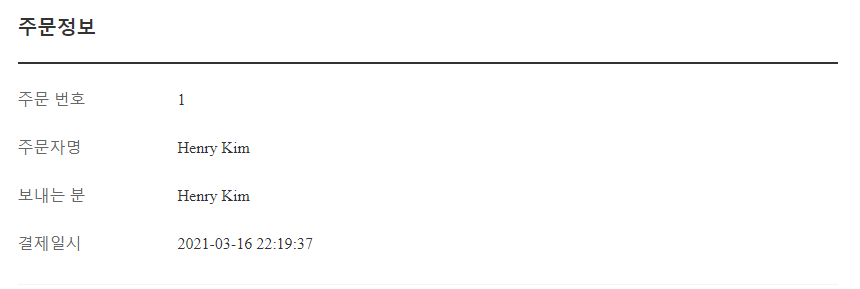 주문정보
주문 번호 1
주문자명 Henry Kim
보내는 분 Henry Kim
결제일시 2021-03-16 22:19:37